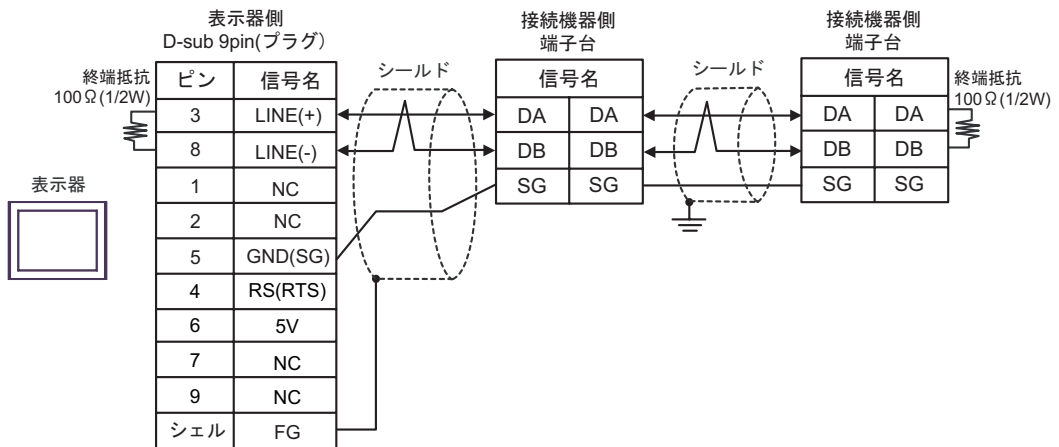 表示器側
D-sub 9pin(プラグ)
接続機器側
端子台
接続機器側
端子台
終端抵抗
100Ω(1/2W)
ピン 信号名
シールド
信号名
シールド
信号名
終端抵抗
100Ω(1/2W)
3 LINE(+)
DA DA
DA DA
8 LINE(-)
DB DB
DB DB
表示器
1 NC
SG SG
SG SG
2 NC
5 GND(SG)
4 RS(RTS)
6 5V
7 NC
9 NC
シェル FG